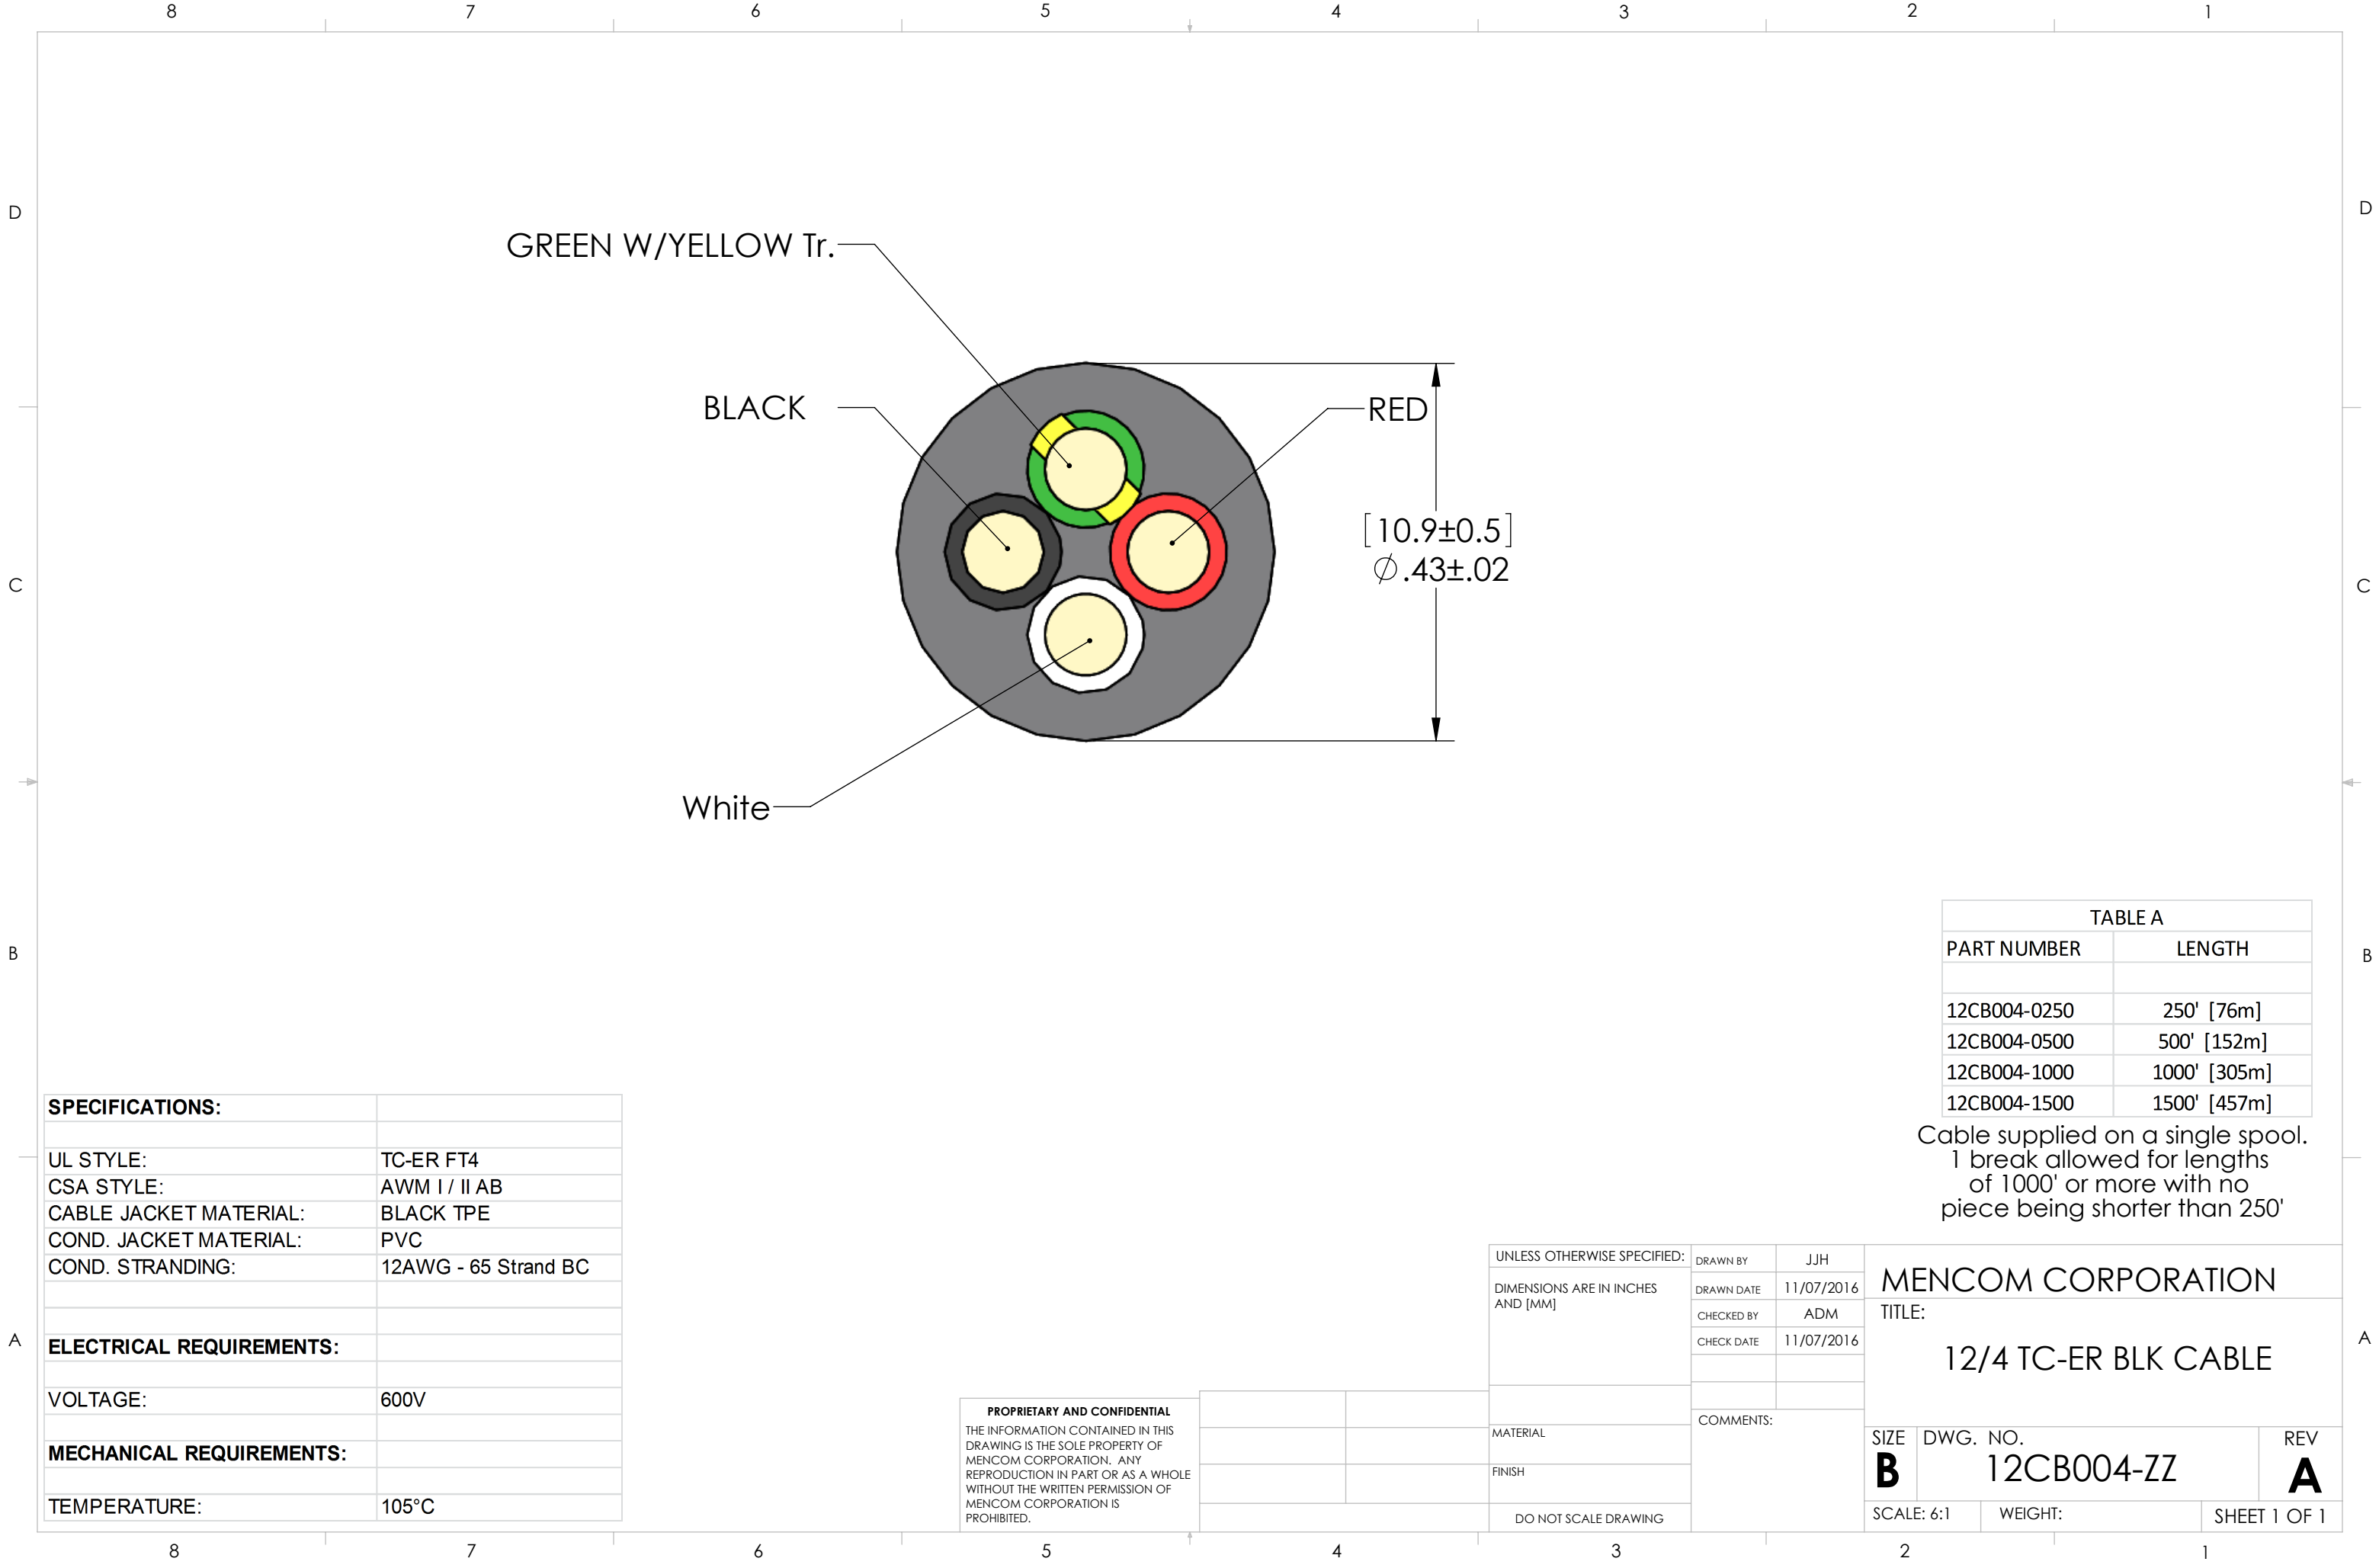 8 7 6 5 4 3 2 1
D D
GREEN W/YELLOW Tr.
BLACK
RED
[10.9±0.5]
∅.43±.02
C C
White
TABLE A
PART NUMBER LENGTH
12CB004-0250 250' [76m]
12CB004-0500 500' [152m]
12CB004-1000 1000' [305m]
12CB004-1500 1500' [457m]
B B
Cable supplied on a single spool.
1 break allowed for lengths
of 1000' or more with no
piece being shorter than 250'
SPECIFICATIONS:
UL STYLE: TC-ER FT4
CSA STYLE: AWM I / II AB
CABLE JACKET MATERIAL: BLACK TPE
COND. JACKET MATERIAL: PVC
COND. STRANDING: 12AWG - 65 Strand BC
ELECTRICAL REQUIREMENTS:
VOLTAGE: 600V
MECHANICAL REQUIREMENTS:
TEMPERATURE: 105°C
A A
PROPRIETARY AND CONFIDENTIAL
THE INFORMATION CONTAINED IN THIS
DRAWING IS THE SOLE PROPERTY OF
MENCOM CORPORATION. ANY
REPRODUCTION IN PART OR AS A WHOLE
WITHOUT THE WRITTEN PERMISSION OF
MENCOM CORPORATION IS
PROHIBITED.
UNLESS OTHERWISE SPECIFIED:
DIMENSIONS ARE IN INCHES
AND [MM]
MATERIAL
FINISH
DO NOT SCALE DRAWING
DRAWN BY JJH
DRAWN DATE 11/07/2016
CHECKED BY ADM
CHECK DATE 11/07/2016
COMMENTS:
MENCOM CORPORATION
TITLE:
12/4 TC-ER BLK CABLE
SIZE DWG. NO. REV
B 12CB004-ZZ A
SCALE: 6:1 WEIGHT: SHEET 1 OF 1
8 7 6 5 4 3 2 1